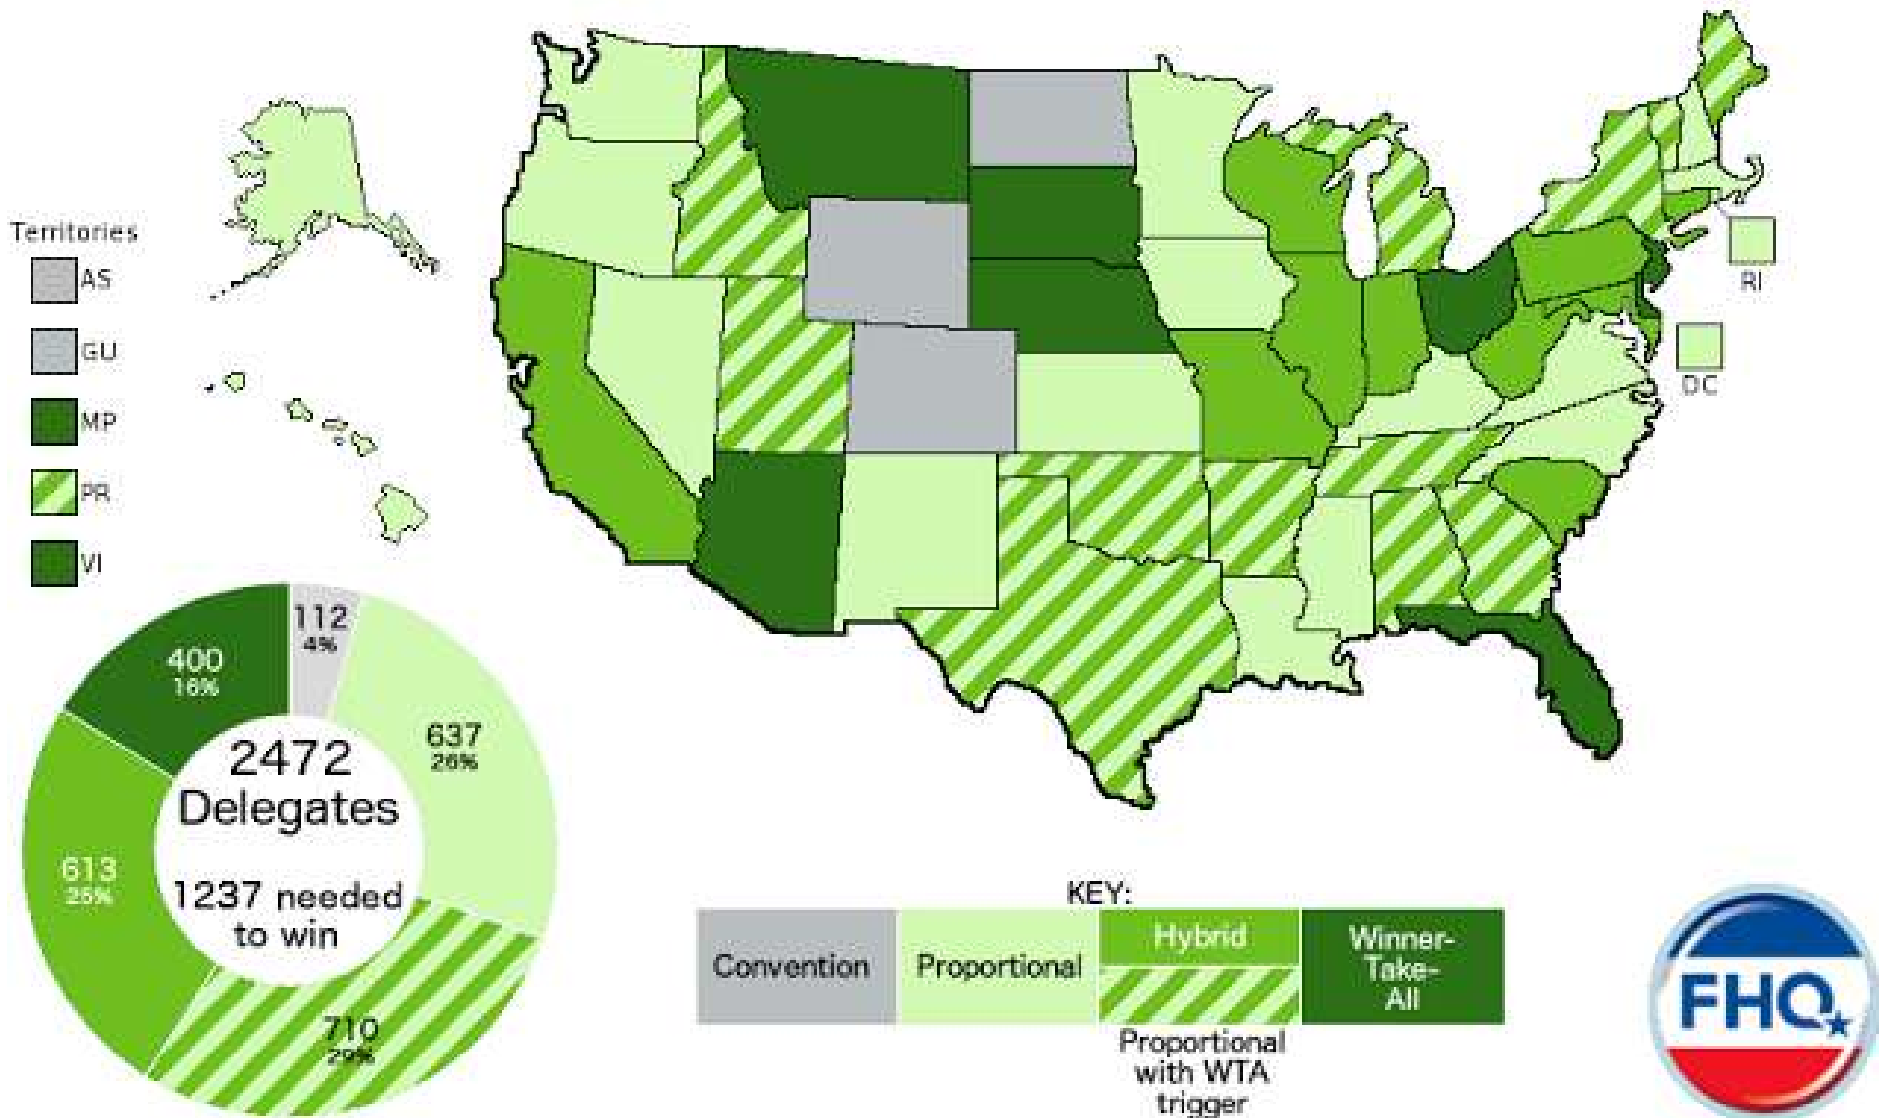 Territories
AS
GU
MP
PR
VI
RI
DC
112
4%
400
16%
637
26%
2472
Delegates
613
25%
1237 needed
to win
710
29%
KEY:
Convention
Proportional
Hybrid
Winner-
Take-
All
Proportional
with WTA
trigger
FHQ